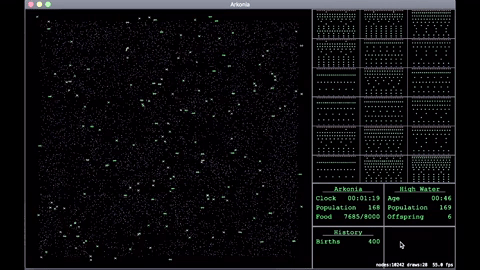 Arkonia
Arkonia
Clock 00:01:19
Population 168
Food 7685/8000
High Water
Age 00:46
Population 169
Offspring 6
History
Births 400
nodes:10242 draws:28 55.0 fps